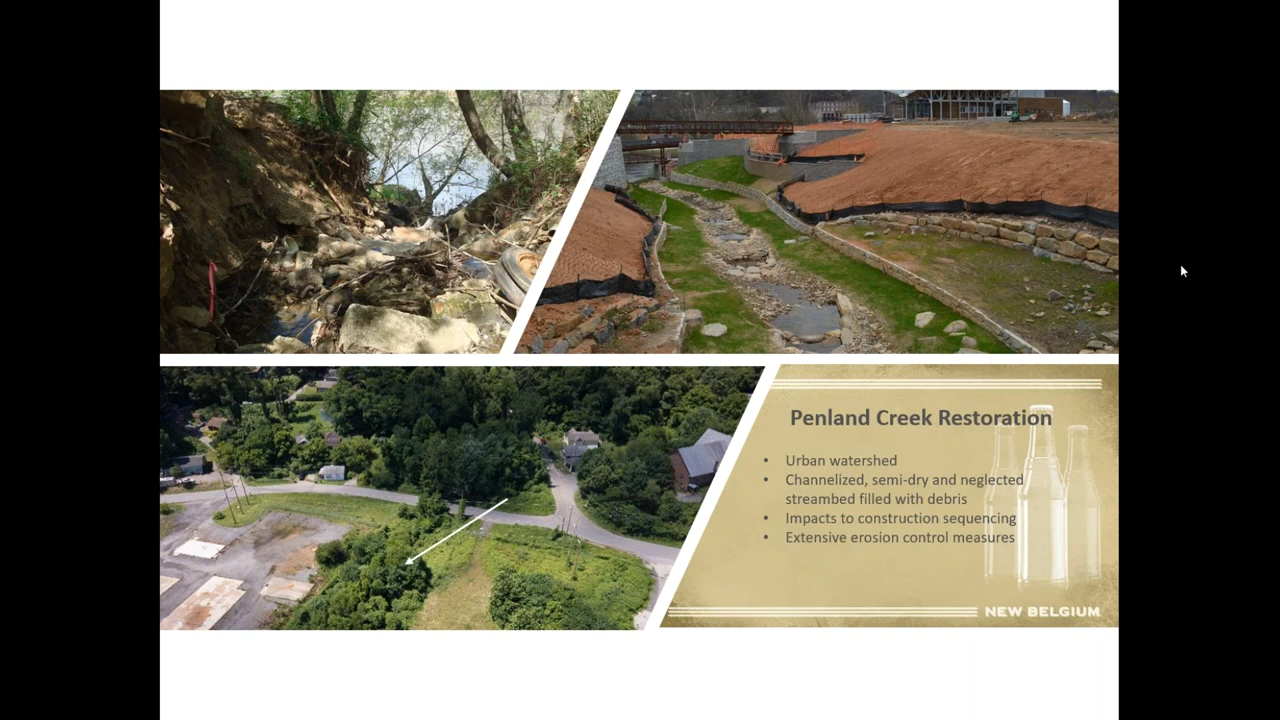 Penland Creek Restoration
• Urban watershed
• Channelized, semi-dry and neglected
streambed filled with debris
• Impacts to construction sequencing
• Extensive erosion control measures
NEW BELGIUM